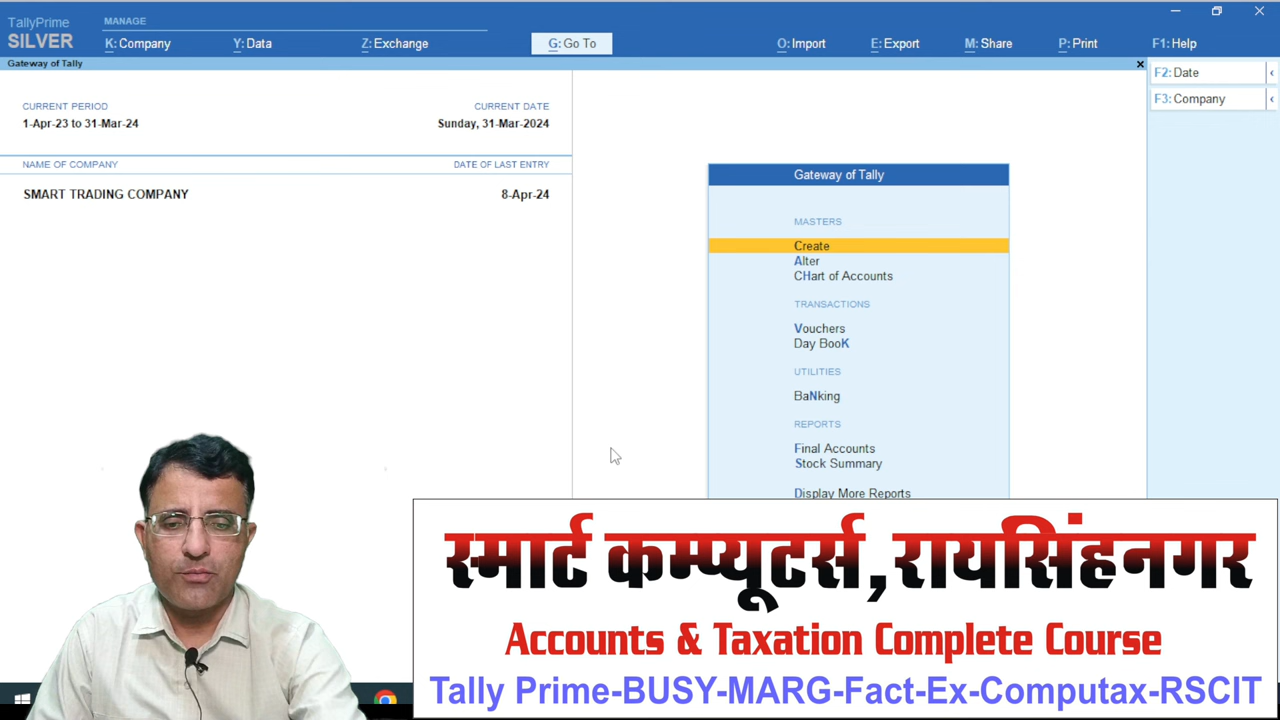 TallyPrime
SILVER
MANAGE
K: Company
Y: Data
Z: Exchange
G: Go To
O: Import
E: Export
M: Share
P: Print
F1: Help
Gateway of Tally
F2: Date
F3: Company
CURRENT PERIOD
CURRENT DATE
1-Apr-23 to 31-Mar-24
Sunday, 31-Mar-2024
NAME OF COMPANY
DATE OF LAST ENTRY
SMART TRADING COMPANY
8-Apr-24
Gateway of Tally
MASTERS
Create
Alter
CHart of Accounts
TRANSACTIONS
Vouchers
Day BooK
UTILITIES
BaNking
REPORTS
Final Accounts
Stock Summary
Display More Reports
स्मार्ट कम्प्यूटर्स,रायसिंहनगर
Accounts & Taxation Complete Course
Tally Prime-BUSY-MARG-Fact-Ex-Computax-RSCIT